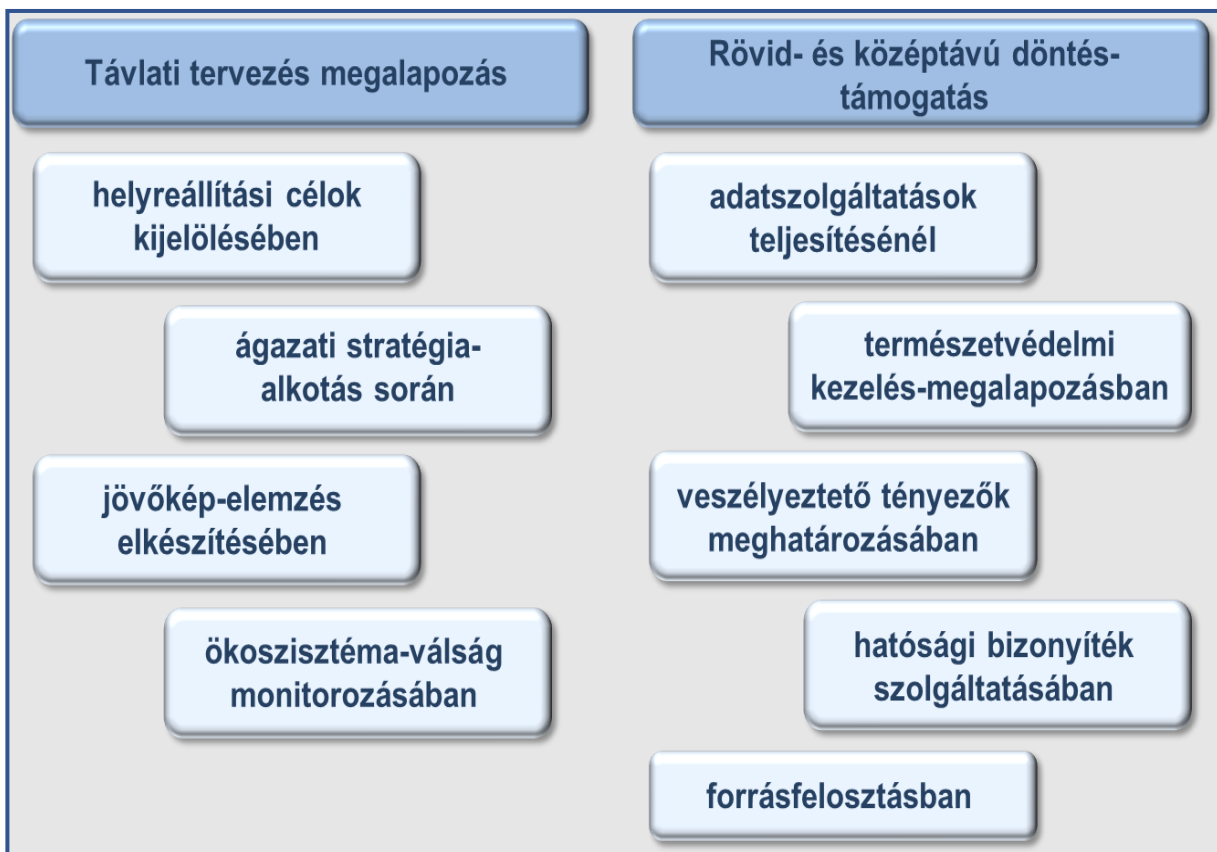 Távlati tervezés megalapozás
helyreállítási célok
kijelölésében
ágazati stratégia-
alkotás során
jövőkép-elemzés
elkészítésében
ökoszisztéma-válság
monitorozásában
Rövid- és középtávú döntés-
támogatás
adatszolgáltatások
teljesítésénél
természetvédelmi
kezelés-megalapozásban
veszélyeztető tényezők
meghatározásában
hatósági bizonyíték
szolgáltatásában
forrásfelosztásban